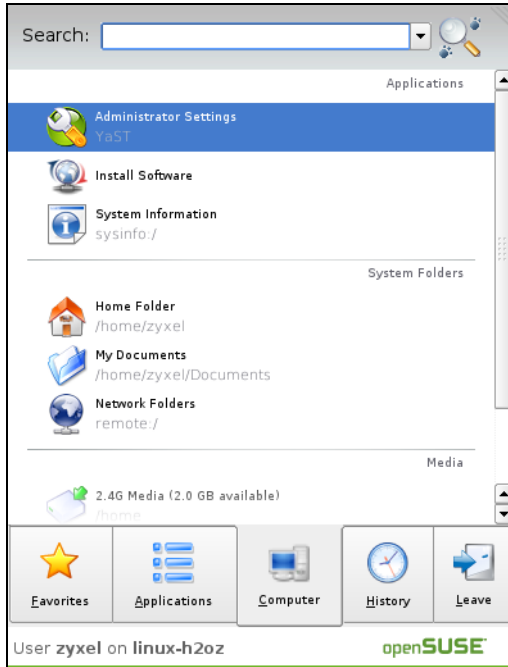 Search:
Applications
Administrator Settings
YaST
Install Software
System Information
sysinfo:/
System Folders
Home Folder
/home/zyxel
My Documents
/home/zyxel/Documents
Network Folders
remote:/
Media
2.4G Media (2.0 GB available)
/home
Favorites Applications Computer History Leave
User zyxel on linux-h2oz openSUSE